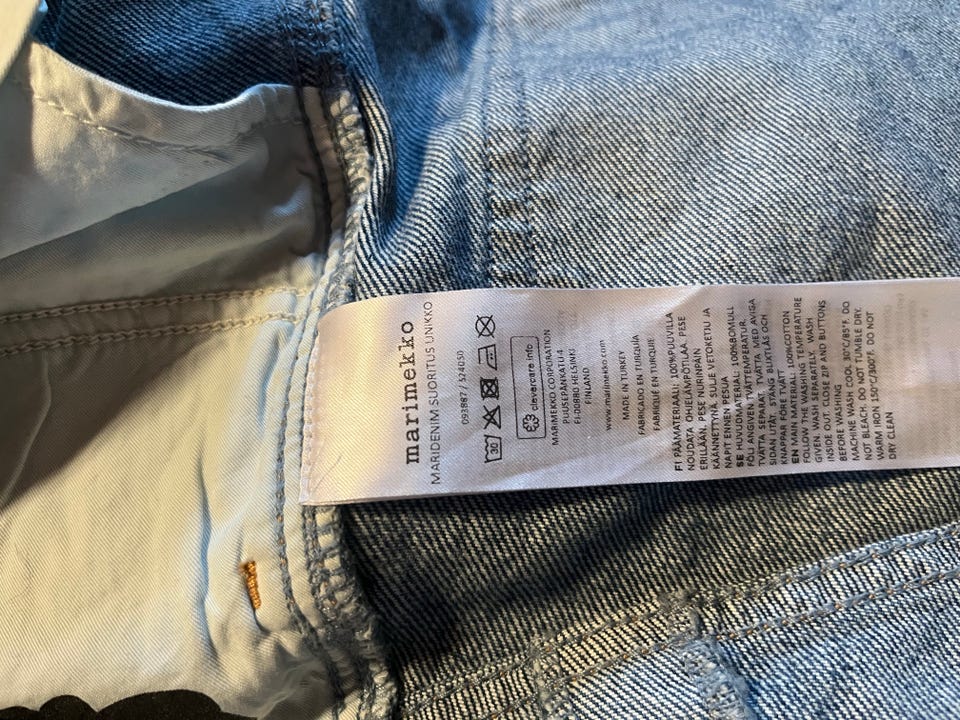 marimekko
MARIDENIM SUORITUS UNIKKO
093887 / S24050
30
clevercare.info
MARIMEKKO CORPORATION
PUUSEPÄNKATU 4
FI-00880 HELSINKI
FINLAND
www.marimekko.com
MADE IN TURKEY
FABRICADO EN TURQUÍA
FABRIQUÉ EN TURQUIE
FI PÄÄMATERIAALI: 100%PUUVILLA
NOUDATA OHJELÄMPÖTILAA. PESE
ERILLÄÄN. PESE NURINPÄIN
KÄÄNNETTYNÄ. SULJE VETOKETJU JA
NAPIT ENNEN PESUA
SE HUVUDMATERIAL: 100%BOMULL
FÖLJ ANGIVEN TVÄTTEMPERATUR.
TVÄTTA SEPARAT. TVÄTTA MED AVIGA
SIDAN UTÅT. STÄNG BLIXTLÅS OCH
KNAPPAR FÖRE TVÄTT
EN MAIN MATERIAL: 100%COTTON
FOLLOW THE WASHING TEMPERATURE
GIVEN. WASH SEPARATELY. WASH
INSIDE OUT. CLOSE ZIP AND BUTTONS
BEFORE WASHING
MACHINE WASH COOL 30°C/85°F. DO
NOT BLEACH. DO NOT TUMBLE DRY.
WARM IRON 150°C/300°F. DO NOT
DRY CLEAN